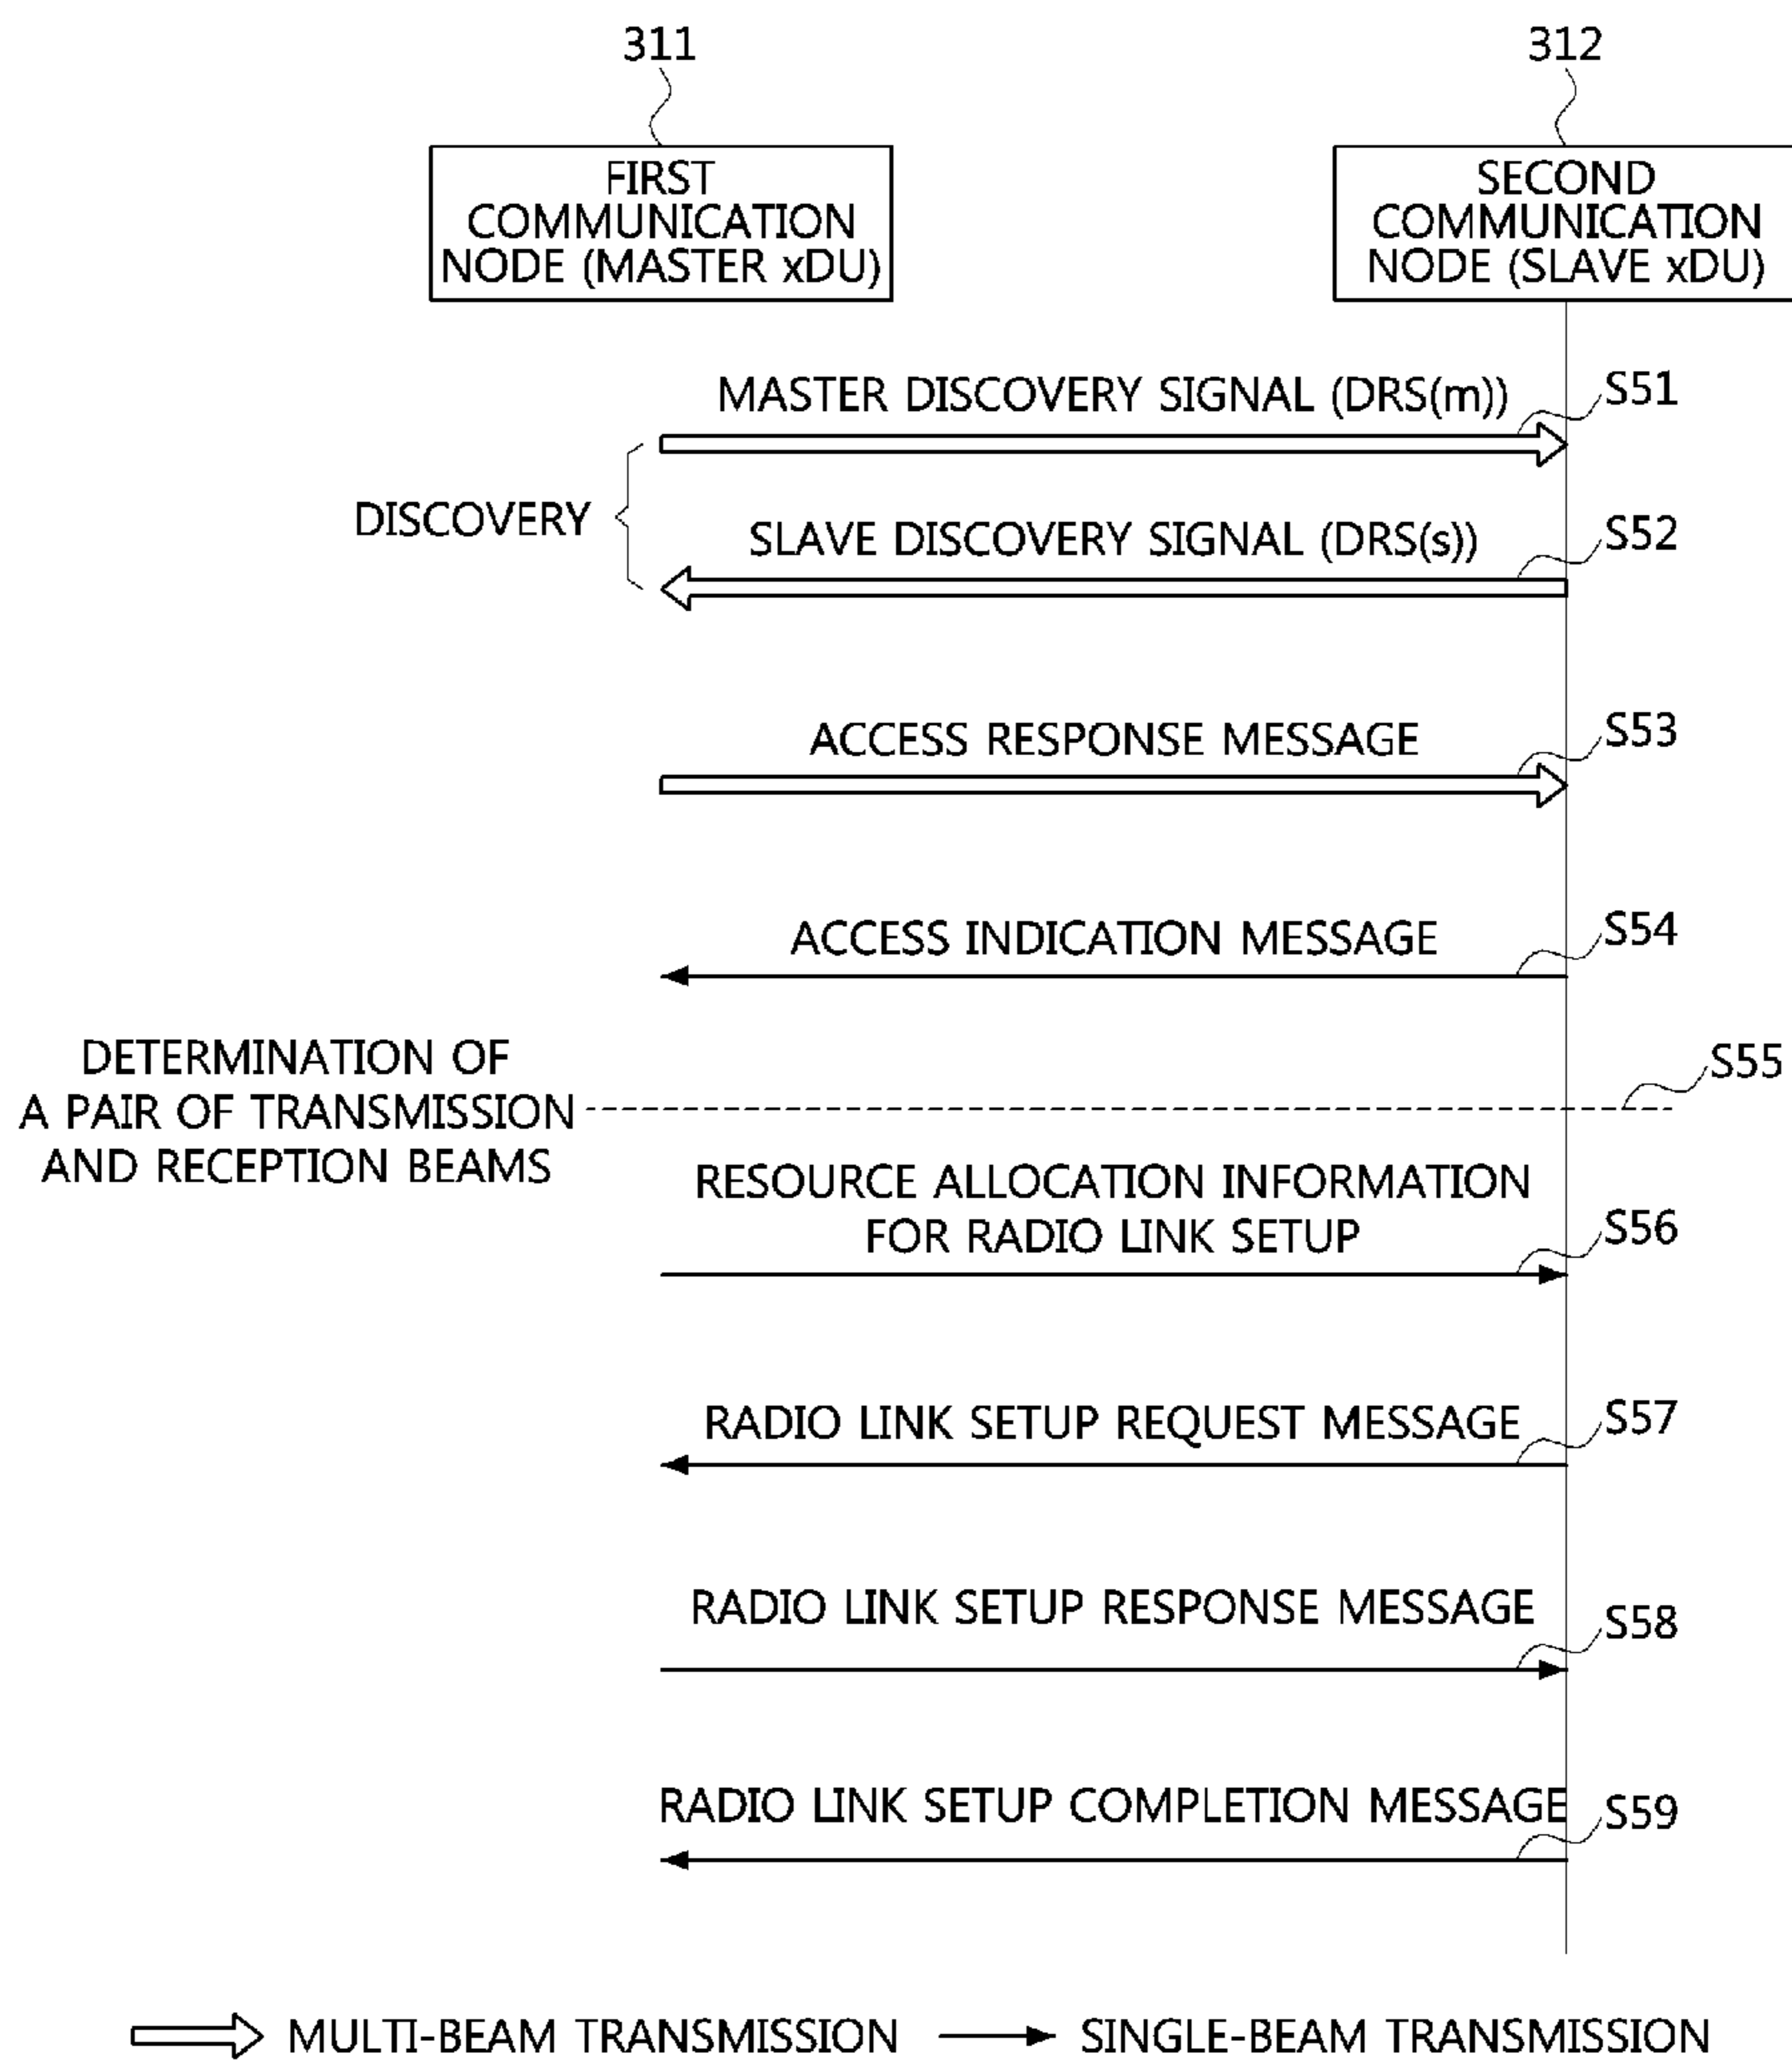 311
312
FIRST
COMMUNICATION
NODE (MASTER xDU)
SECOND
COMMUNICATION
NODE (SLAVE xDU)
MASTER DISCOVERY SIGNAL (DRS(m))
S51
DISCOVERY
SLAVE DISCOVERY SIGNAL (DRS(s))
S52
ACCESS RESPONSE MESSAGE
S53
ACCESS INDICATION MESSAGE
S54
DETERMINATION OF
A PAIR OF TRANSMISSION
AND RECEPTION BEAMS
S55
RESOURCE ALLOCATION INFORMATION
FOR RADIO LINK SETUP
S56
RADIO LINK SETUP REQUEST MESSAGE
S57
RADIO LINK SETUP RESPONSE MESSAGE
S58
RADIO LINK SETUP COMPLETION MESSAGE
S59
MULTI-BEAM TRANSMISSION
SINGLE-BEAM TRANSMISSION